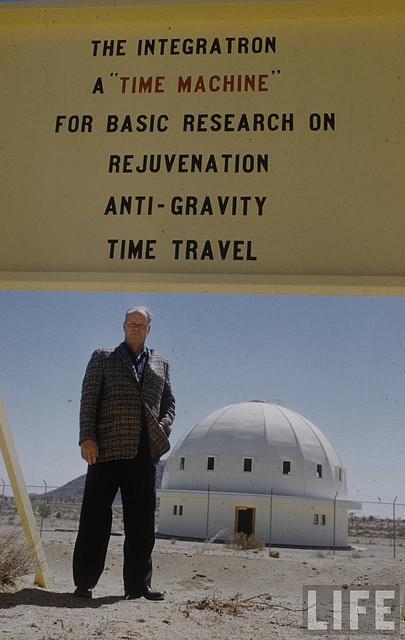 THE INTEGRATRON
A "TIME MACHINE"
FOR BASIC RESEARCH ON
REJUVENATION
ANTI-GRAVITY
TIME TRAVEL
LIFE